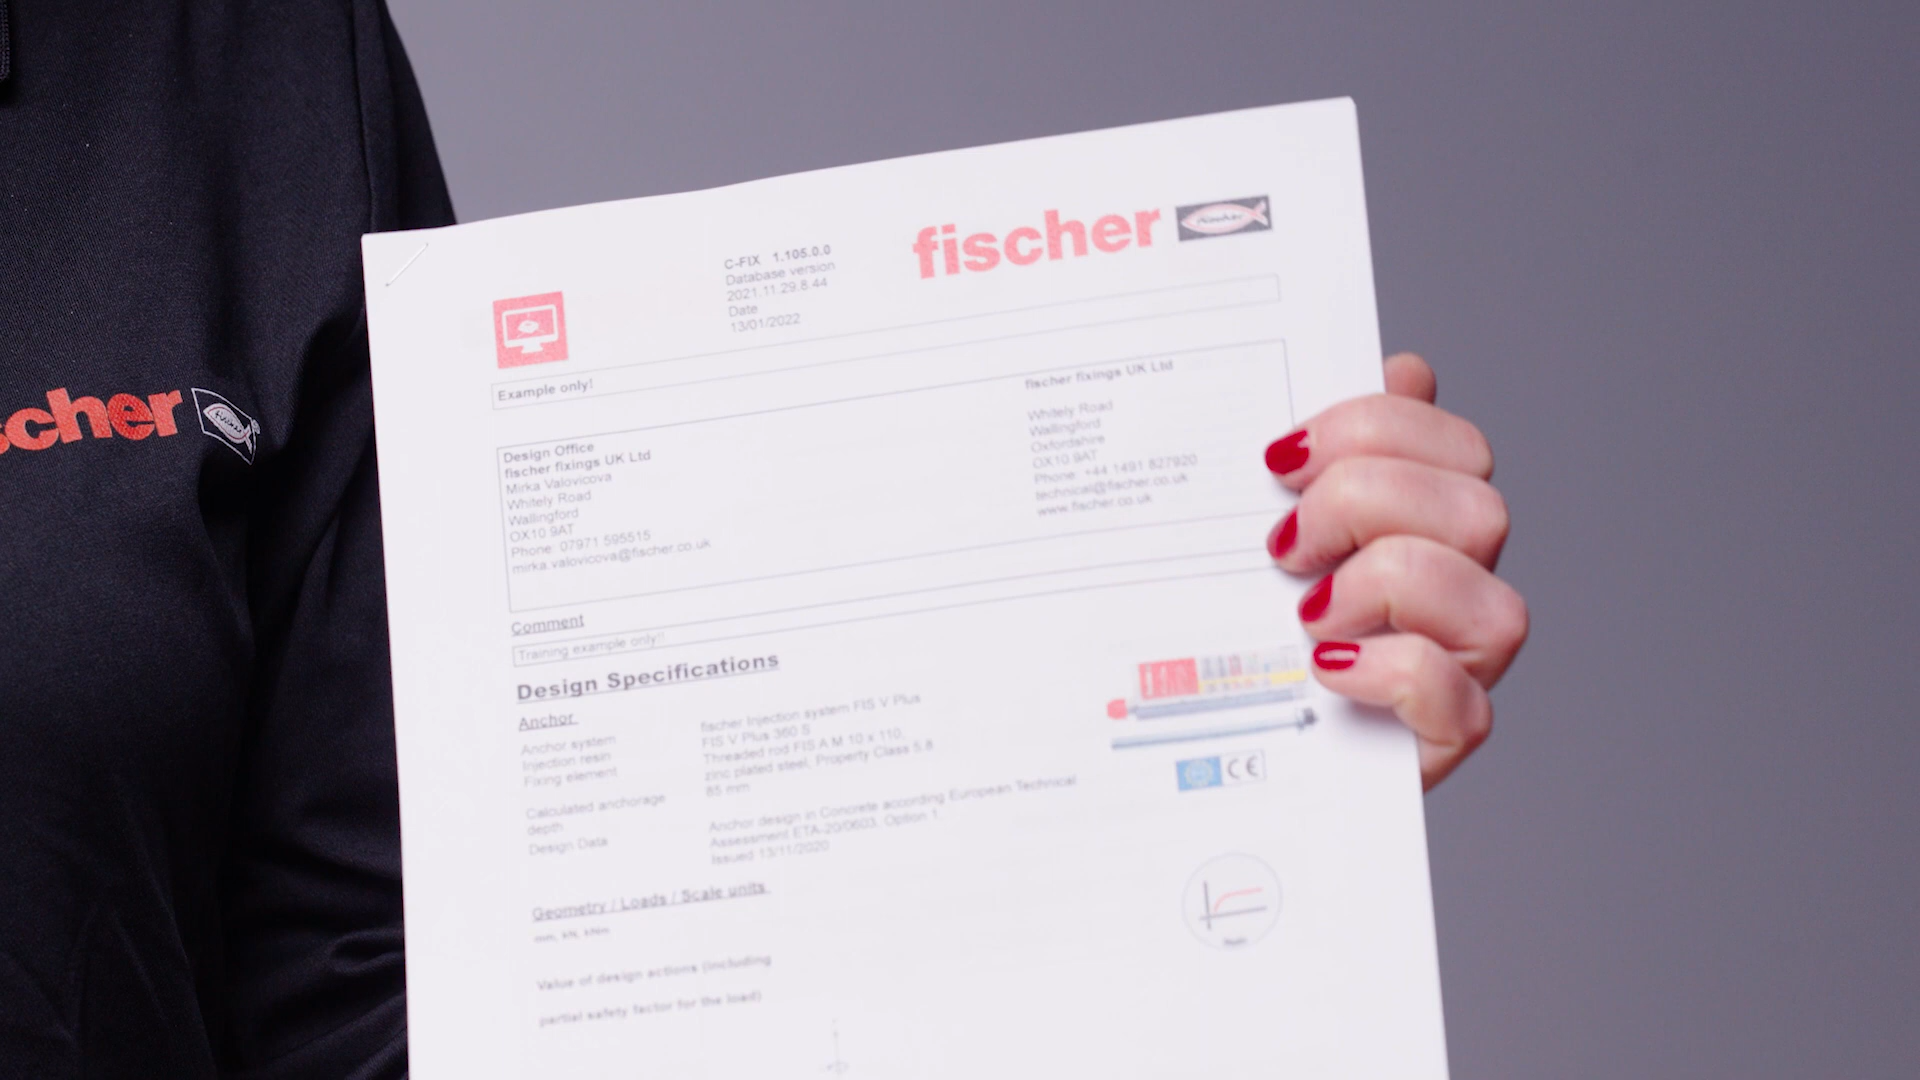 scher
fischer
C-FIX 1.105.0.0
Database version
2021.11.29.8.44
Date
13/01/2022
fischer
Example only!
Design Office
fischer fixings UK Ltd
Mirka Valovicova
Whitely Road
Wallingford
OX10 9AT
Phone: 07971 595515
mirka.valovicova@fischer.co.uk
fischer fixings UK Ltd
Whitely Road
Wallingford
Oxfordshire
OX10 9AT
Phone: +44 1491 827920
technical@fischer.co.uk
www.fischer.co.uk
Comment
Training example only!!
Design Specifications
Anchor
Anchor system
fischer Injection system FIS V Plus
Injection resin
FIS V Plus 360 S
Fixing element
Threaded rod FIS A M 10 x 110,
zinc plated steel, Property Class 5.8
Calculated anchorage
depth
85 mm
Design Data
Anchor design in Concrete according European Technical
Assessment ETA-20/0603, Option 1,
Issued 13/11/2020
CE
Geometry / Loads / Scale units
mm, kN, kNm
Value of design actions (including
partial safety factor for the load)